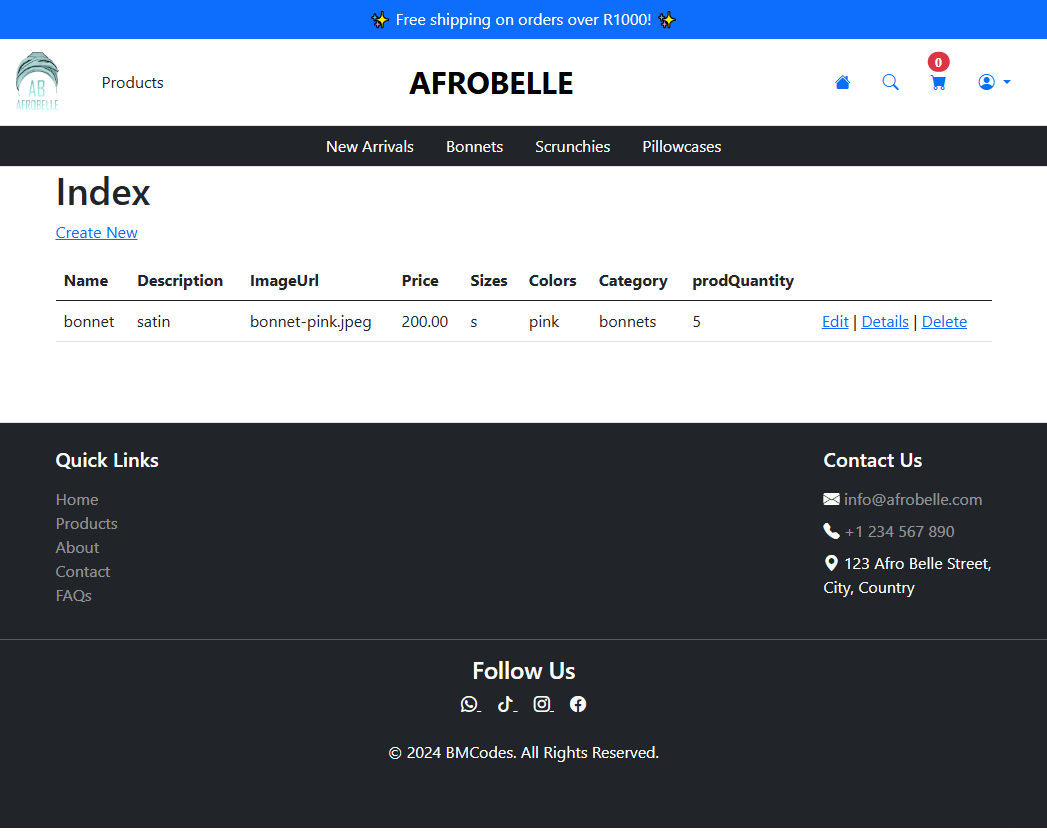 ✨ Free shipping on orders over R1000! ✨
AB
AFROBELLE
Products
AFROBELLE
0
New Arrivals Bonnets Scrunchies Pillowcases
Index
Create New
Name Description ImageUrl Price Sizes Colors Category prodQuantity
bonnet satin bonnet-pink.jpeg 200.00 s pink bonnets 5 Edit | Details | Delete
Quick Links
Home
Products
About
Contact
FAQs
Contact Us
info@afrobelle.com
+1 234 567 890
123 Afro Belle Street,
City, Country
Follow Us
© 2024 BMCodes. All Rights Reserved.